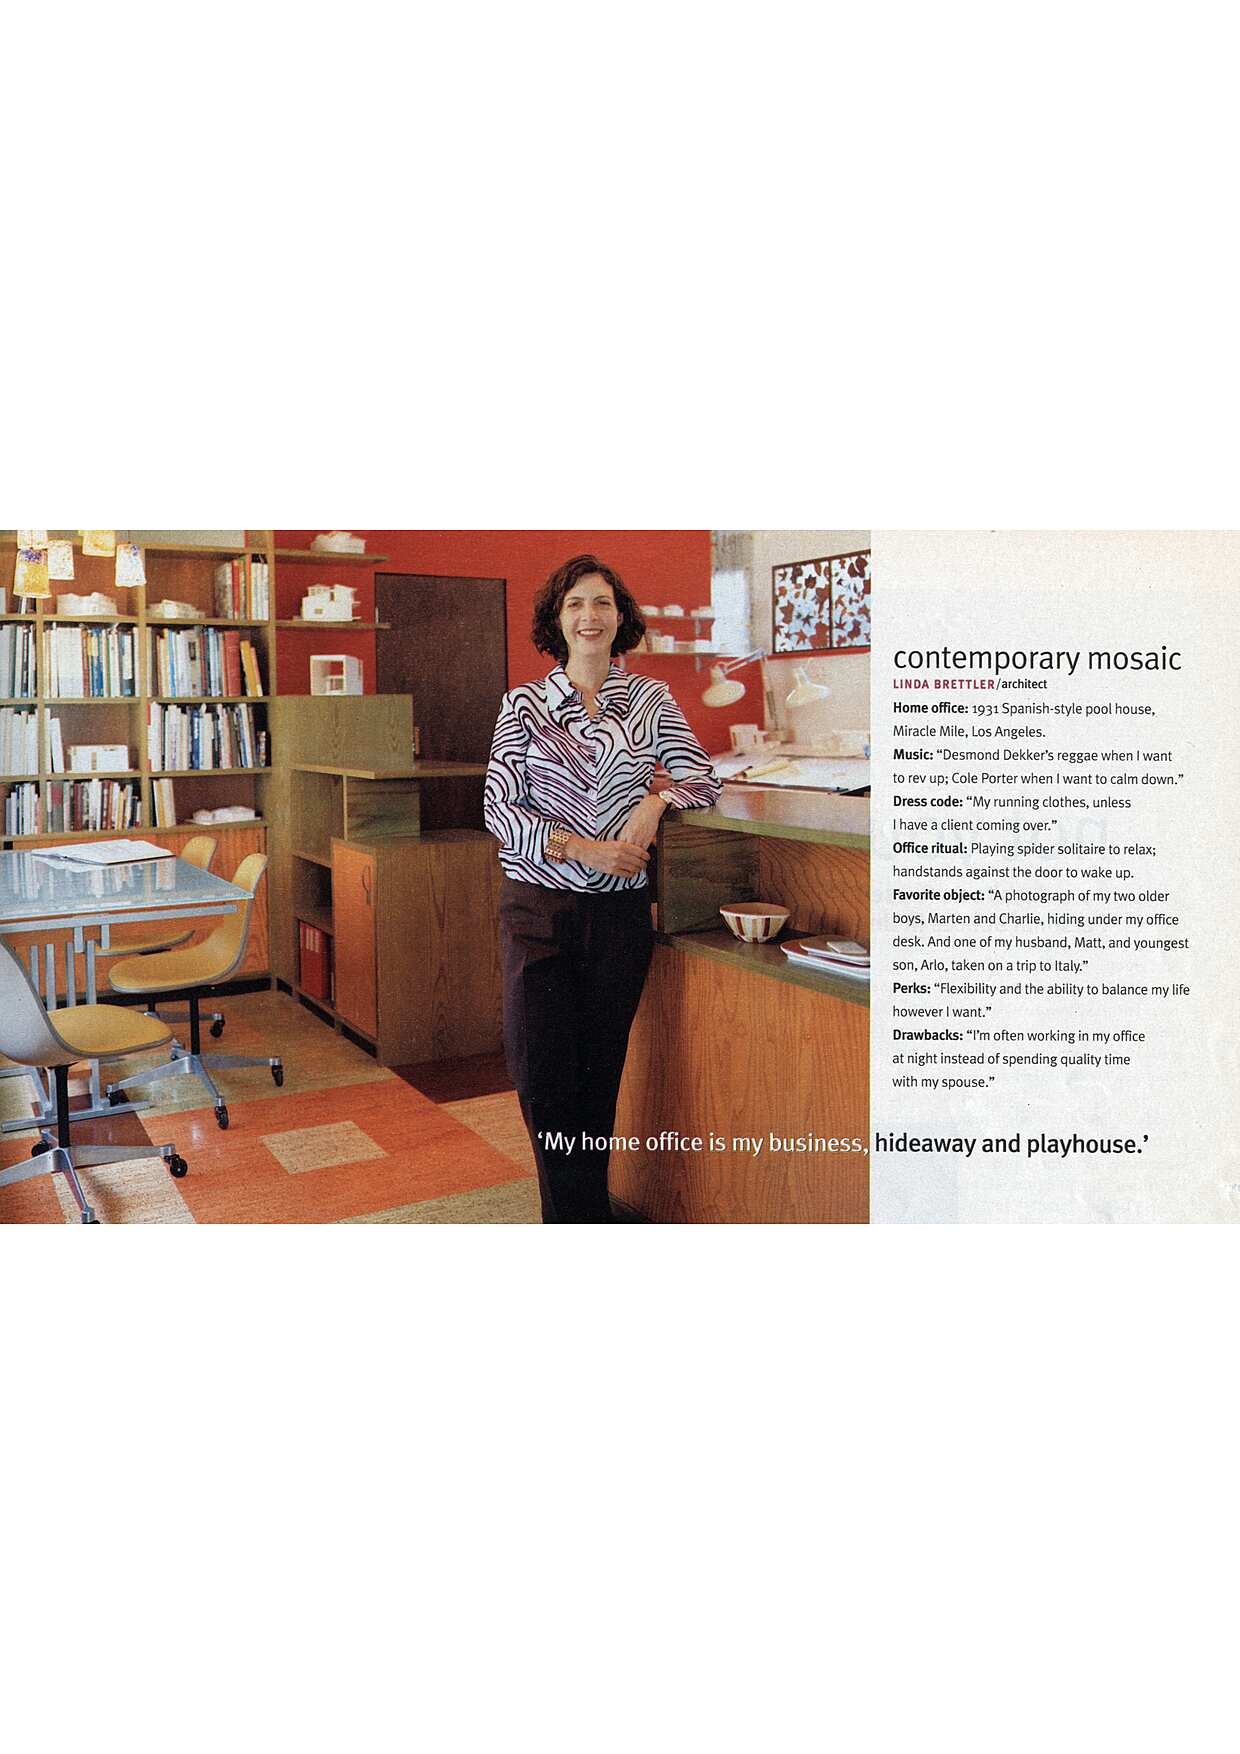 contemporary mosaic
LINDA BRETTLER/architect
Home office: 1931 Spanish-style pool house,
Miracle Mile, Los Angeles.
Music: “Desmond Dekker’s reggae when I want
to rev up; Cole Porter when I want to calm down.”
Dress code: “My running clothes, unless
I have a client coming over.”
Office ritual: Playing spider solitaire to relax;
handstands against the door to wake up.
Favorite object: “A photograph of my two older
boys, Marten and Charlie, hiding under my office
desk. And one of my husband, Matt, and youngest
son, Arlo, taken on a trip to Italy.”
Perks: “Flexibility and the ability to balance my life
however I want.”
Drawbacks: “I’m often working in my office
at night instead of spending quality time
with my spouse.”
‘My home office is my business, hideaway and playhouse.’